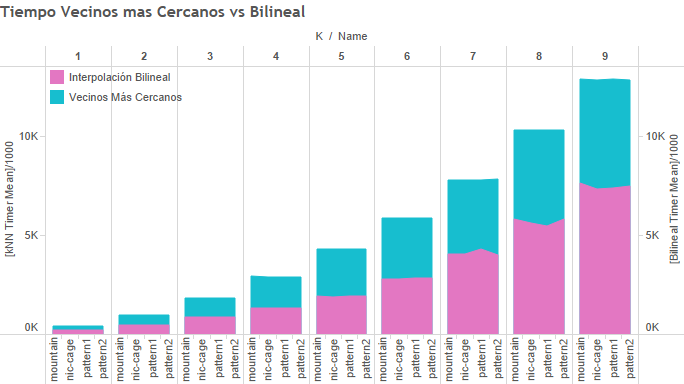 Tiempo Vecinos mas Cercanos vs Bilineal
K / Name
1 2 3 4 5 6 7 8 9
Interpolación Bilineal
Vecinos Más Cercanos
[kNN Timer Mean]/1000
10K
5K
0K
10K
5K
0K
[Bilineal Timer Mean]/1000
mountain nic-cage pattern1 pattern2 mountain nic-cage pattern1 pattern2 mountain nic-cage pattern1 pattern2 mountain nic-cage pattern1 pattern2 mountain nic-cage pattern1 pattern2 mountain nic-cage pattern1 pattern2 mountain nic-cage pattern1 pattern2 mountain nic-cage pattern1 pattern2 mountain nic-cage pattern1 pattern2